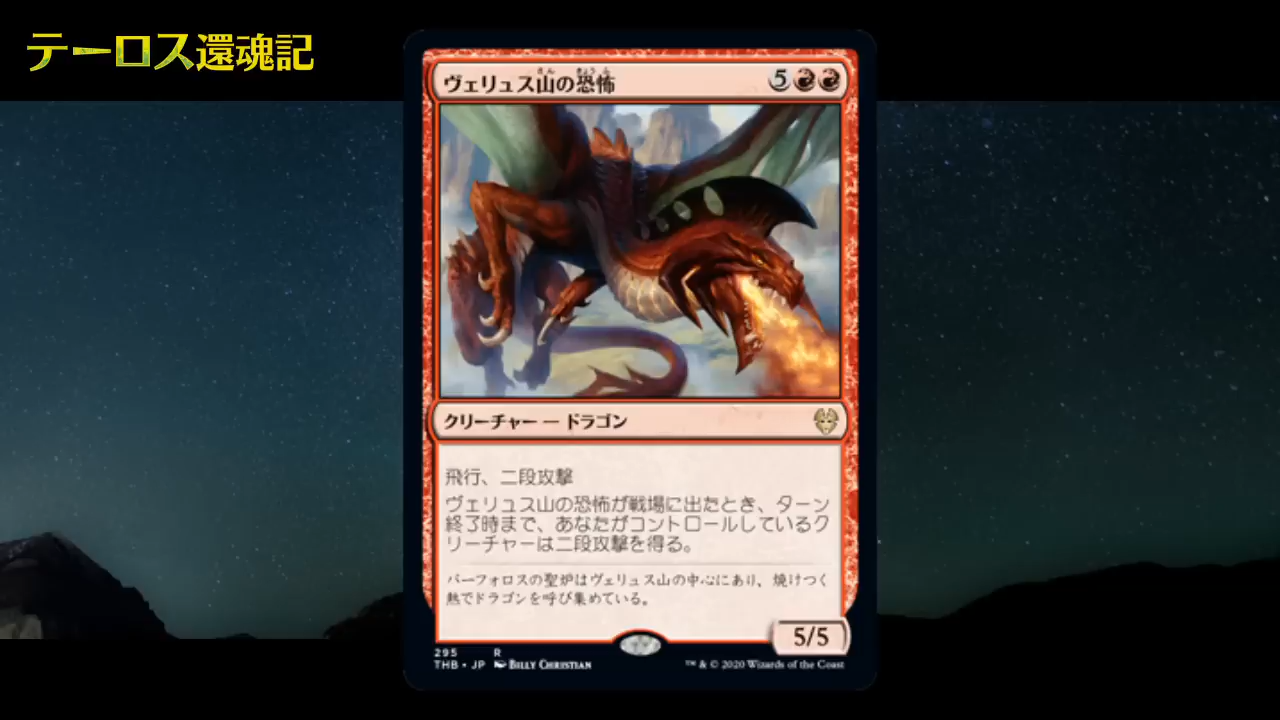 テーロス還魂記
ヴェリュス山の恐怖 5
クリーチャー — ドラゴン
飛行、二段攻撃
ヴェリュス山の恐怖が戦場に出たとき、ターン
終了時まで、あなたがコントロールしているク
リーチャーは二段攻撃を得る。
パーフォロスの聖炉はヴェリュス山の中心にあり、焼けつく
熱でドラゴンを呼び集めている。
5/5
295 R
THB • JP BILLY CHRISTIAN
™ & © 2020 Wizards of the Coast